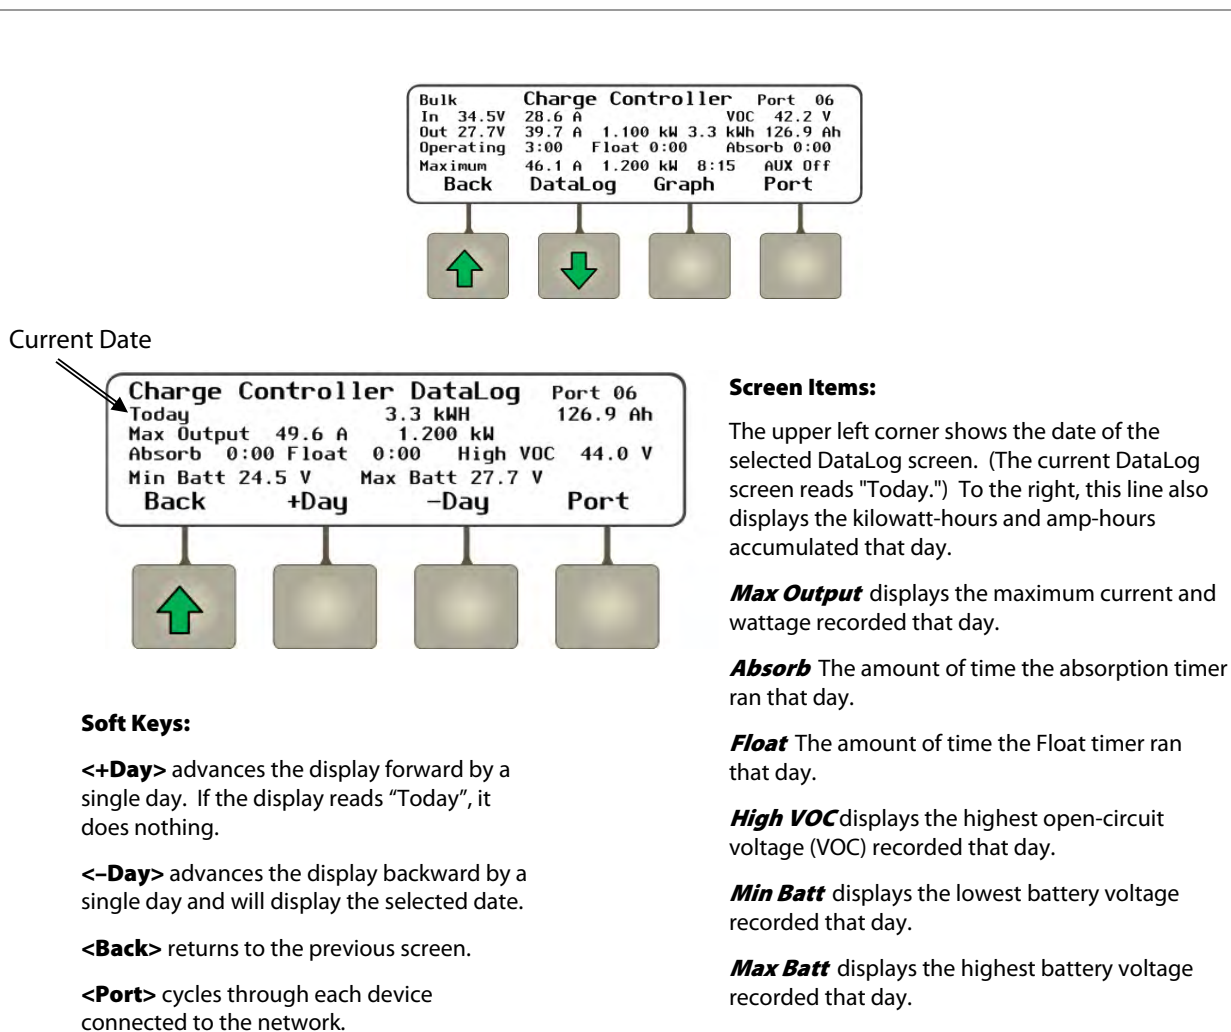 Bulk Charge Controller Port 06
In 34.5V 28.6 A VOC 42.2 V
Out 27.7V 39.7 A 1.100 kW 3.3 kWh 126.9 Ah
Operating 3:00 Float 0:00 Absorb 0:00
Maximum 46.1 A 1.200 kW 8:15 AUX Off
Back DataLog Graph Port
Current Date
Charge Controller DataLog Port 06
Today 3.3 kWH 126.9 Ah
Max Output 49.6 A 1.200 kW
Absorb 0:00 Float 0:00 High VOC 44.0 V
Min Batt 24.5 V Max Batt 27.7 V
Back +Day –Day Port
Soft Keys:
<+Day> advances the display forward by a
single day. If the display reads “Today”, it
does nothing.
<–Day> advances the display backward by a
single day and will display the selected date.
<Back> returns to the previous screen.
<Port> cycles through each device
connected to the network.
Screen Items:
The upper left corner shows the date of the
selected DataLog screen. (The current DataLog
screen reads "Today.") To the right, this line also
displays the kilowatt-hours and amp-hours
accumulated that day.
Max Output displays the maximum current and
wattage recorded that day.
Absorb The amount of time the absorption timer
ran that day.
Float The amount of time the Float timer ran
that day.
High VOC displays the highest open-circuit
voltage (VOC) recorded that day.
Min Batt displays the lowest battery voltage
recorded that day.
Max Batt displays the highest battery voltage
recorded that day.